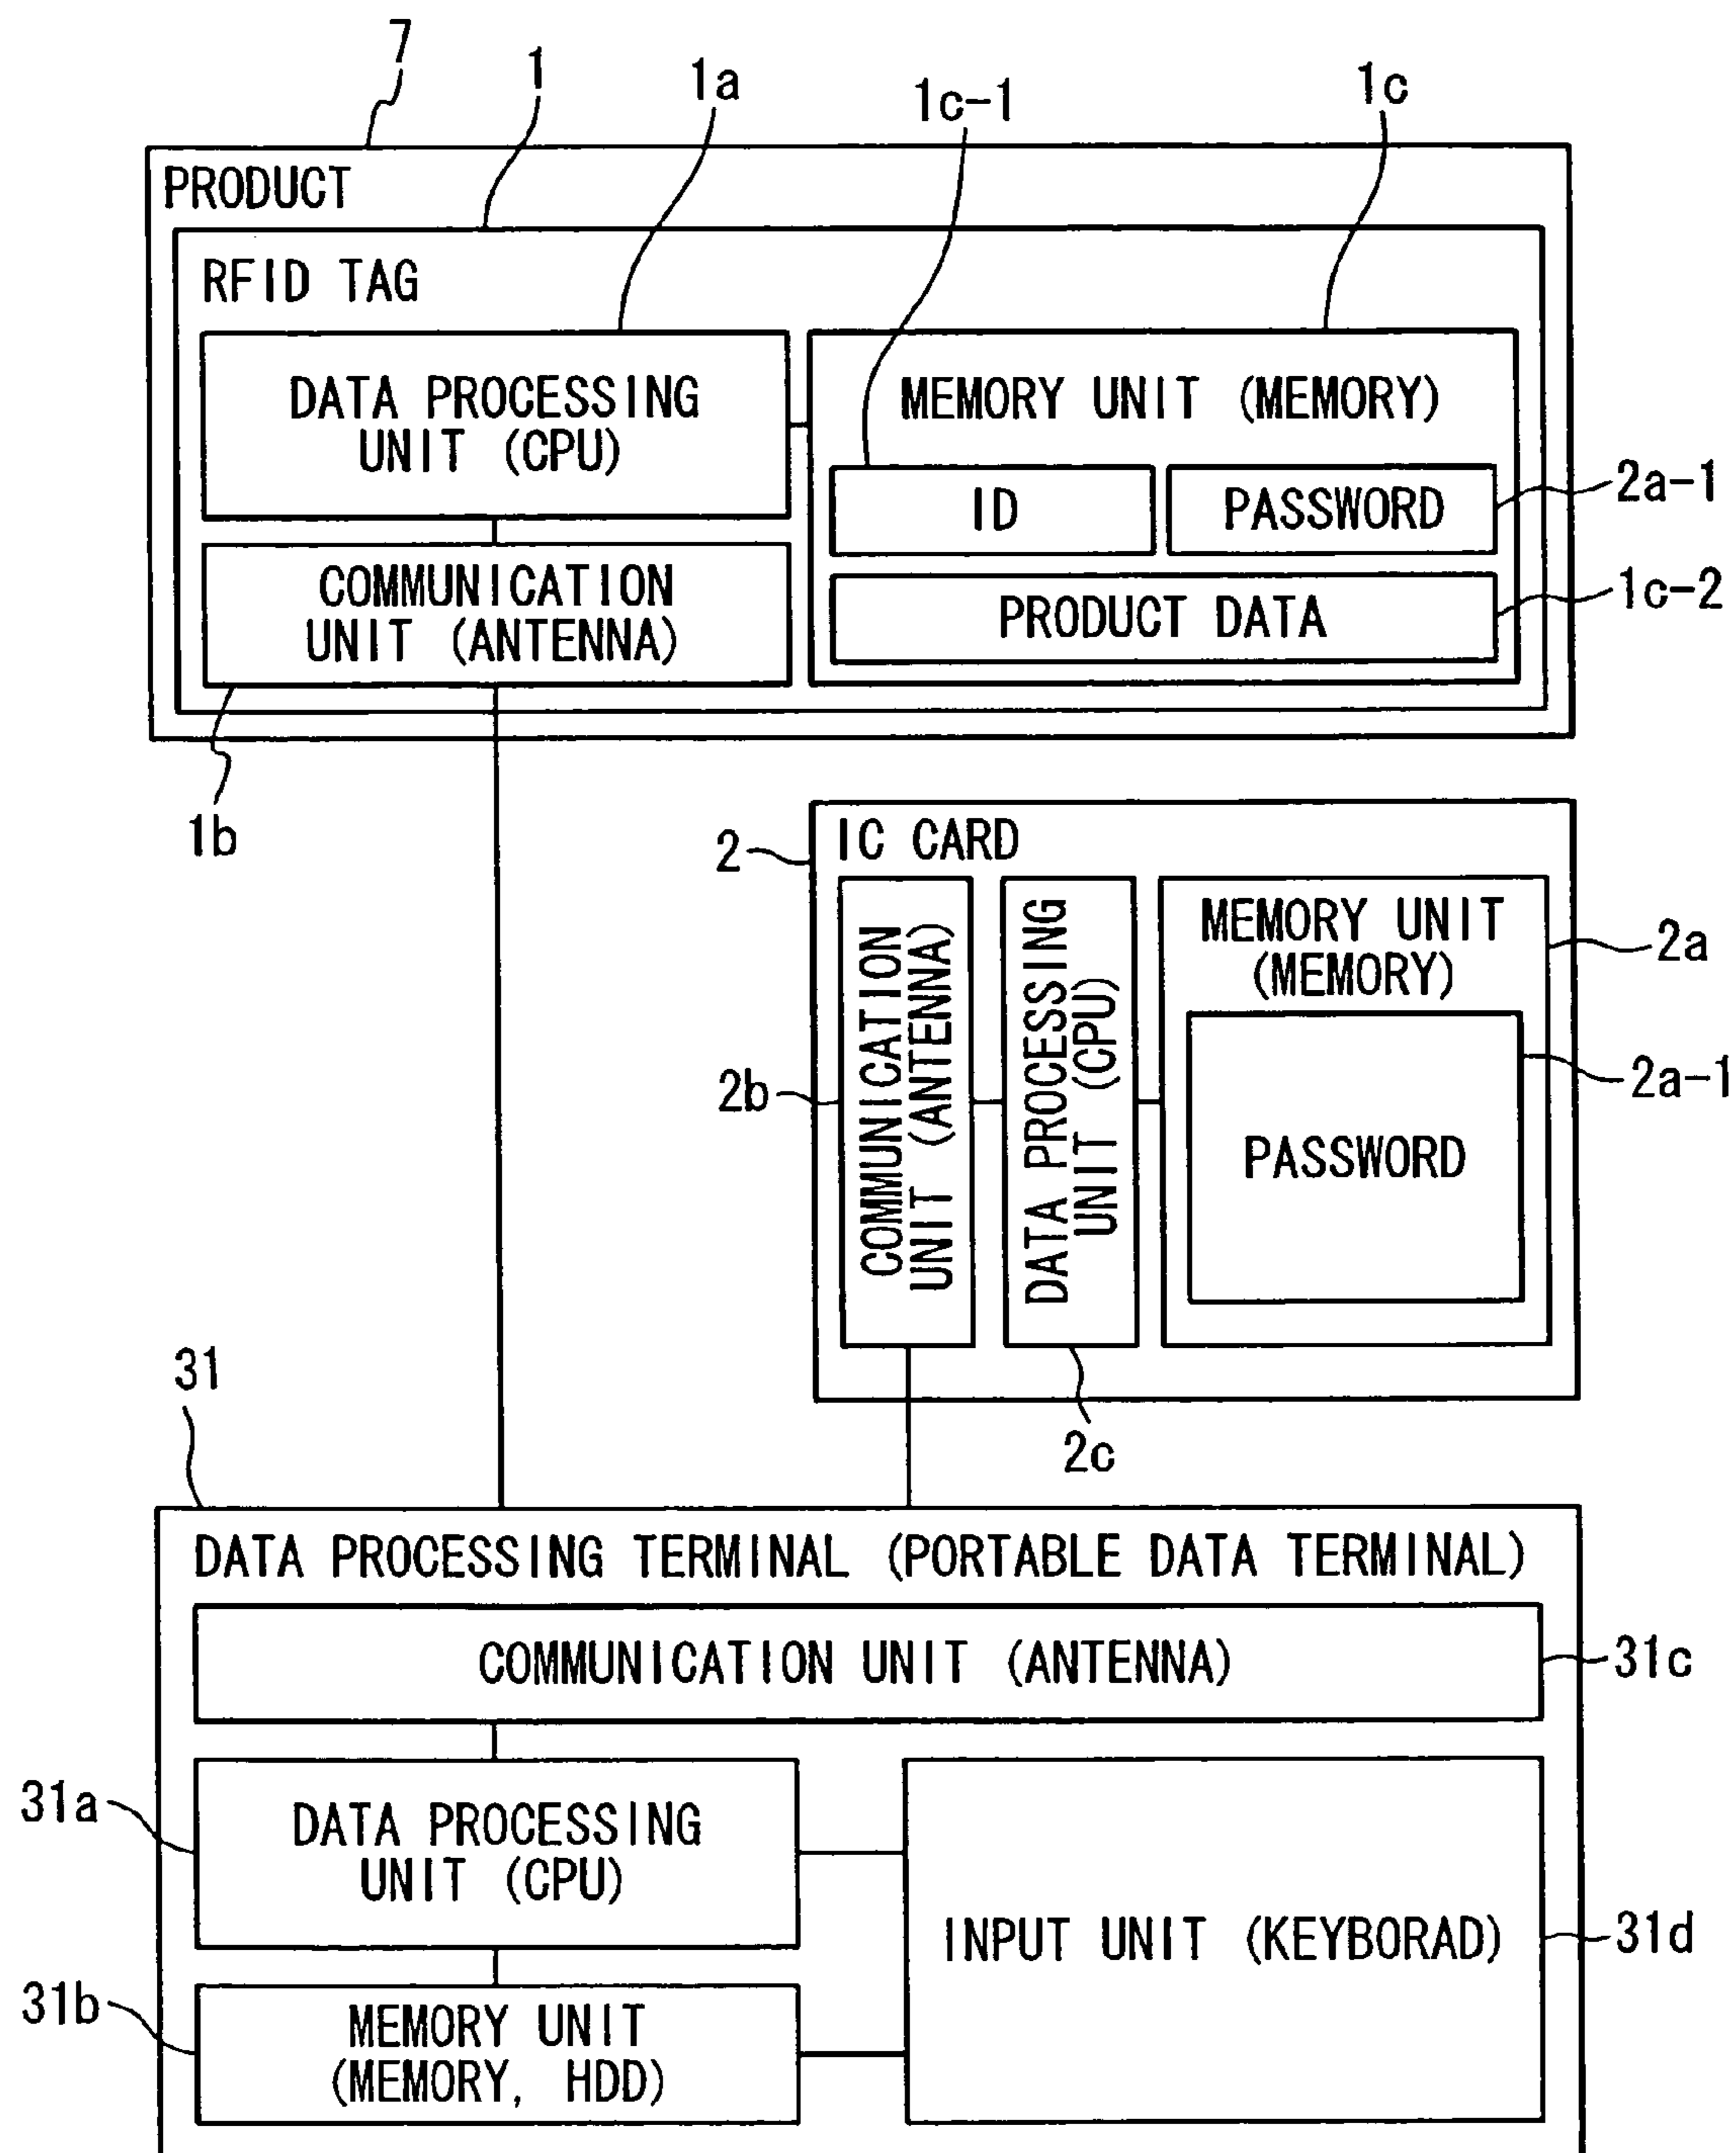 7
1
1a
1c-1
1c
PRODUCT
RFID TAG
DATA PROCESSING
UNIT (CPU)
MEMORY UNIT (MEMORY)
ID
PASSWORD
2a-1
COMMUNICATION
UNIT (ANTENNA)
PRODUCT DATA
1c-2
1b
2
IC CARD
COMMUNICATION
UNIT (ANTENNA)
2b
DATA PROCESSING
UNIT (CPU)
2c
MEMORY UNIT
(MEMORY)
2a
PASSWORD
2a-1
31
DATA PROCESSING TERMINAL (PORTABLE DATA TERMINAL)
COMMUNICATION UNIT (ANTENNA)
31c
31a
DATA PROCESSING
UNIT (CPU)
INPUT UNIT (KEYBORAD)
31d
31b
MEMORY UNIT
(MEMORY, HDD)